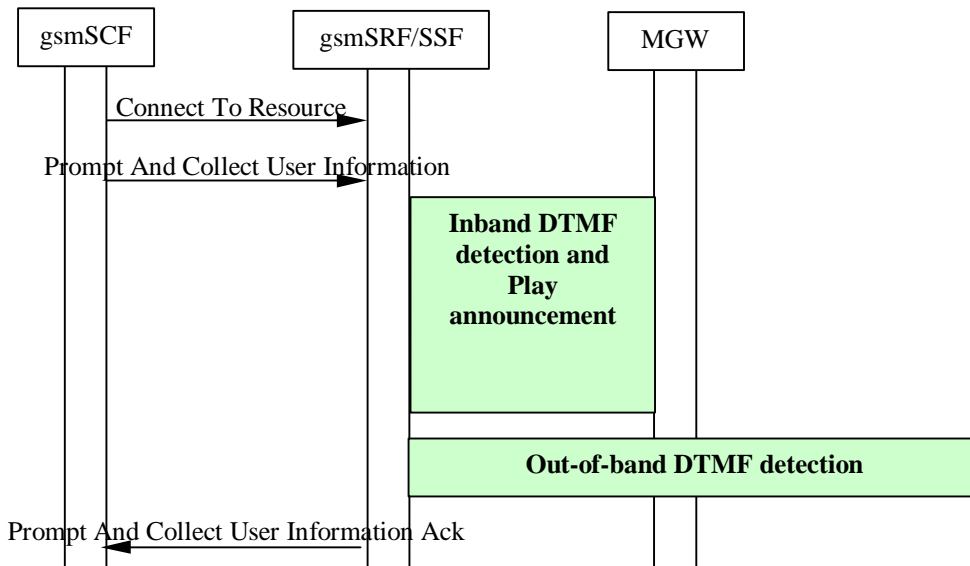 gsmSCF
gsmSRF/SSF
MGW
Connect To Resource
Prompt And Collect User Information
Inband DTMF
detection and
Play
announcement
Out-of-band DTMF detection
Prompt And Collect User Information Ack